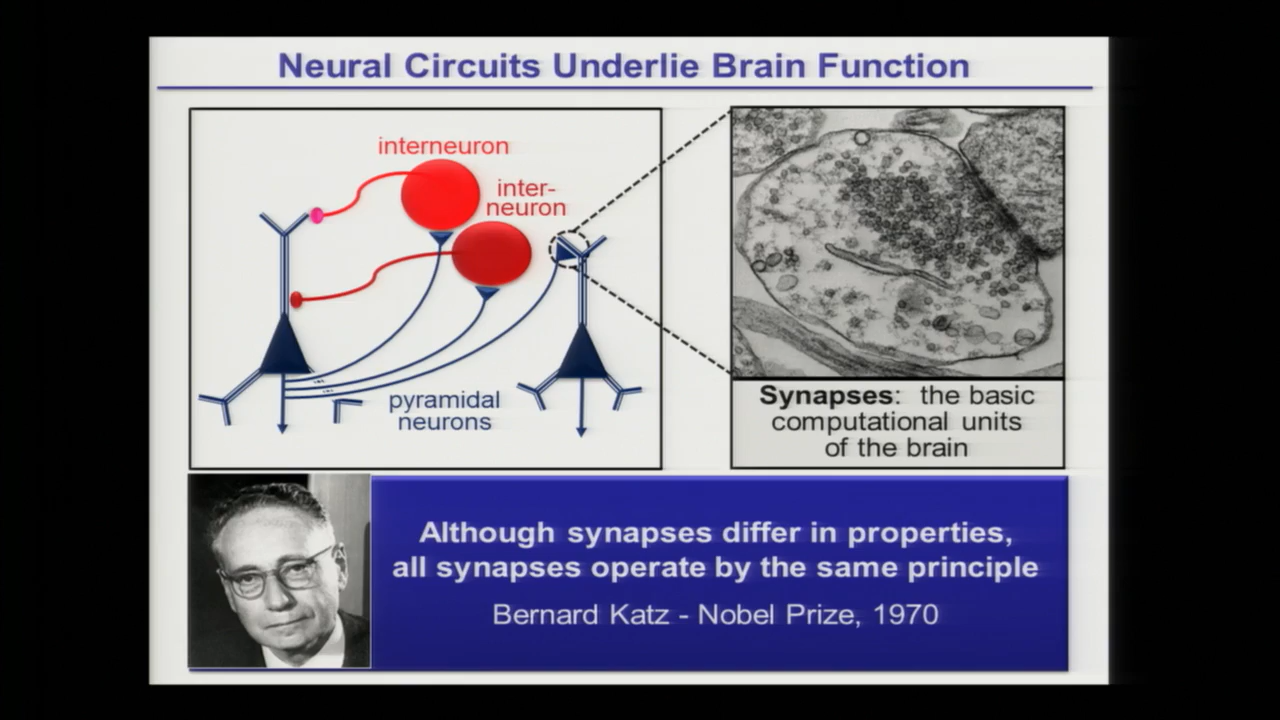 Neural Circuits Underlie Brain Function
interneuron
inter-
neuron
pyramidal
neurons
Synapses: the basic
computational units
of the brain
Although synapses differ in properties,
all synapses operate by the same principle
Bernard Katz - Nobel Prize, 1970